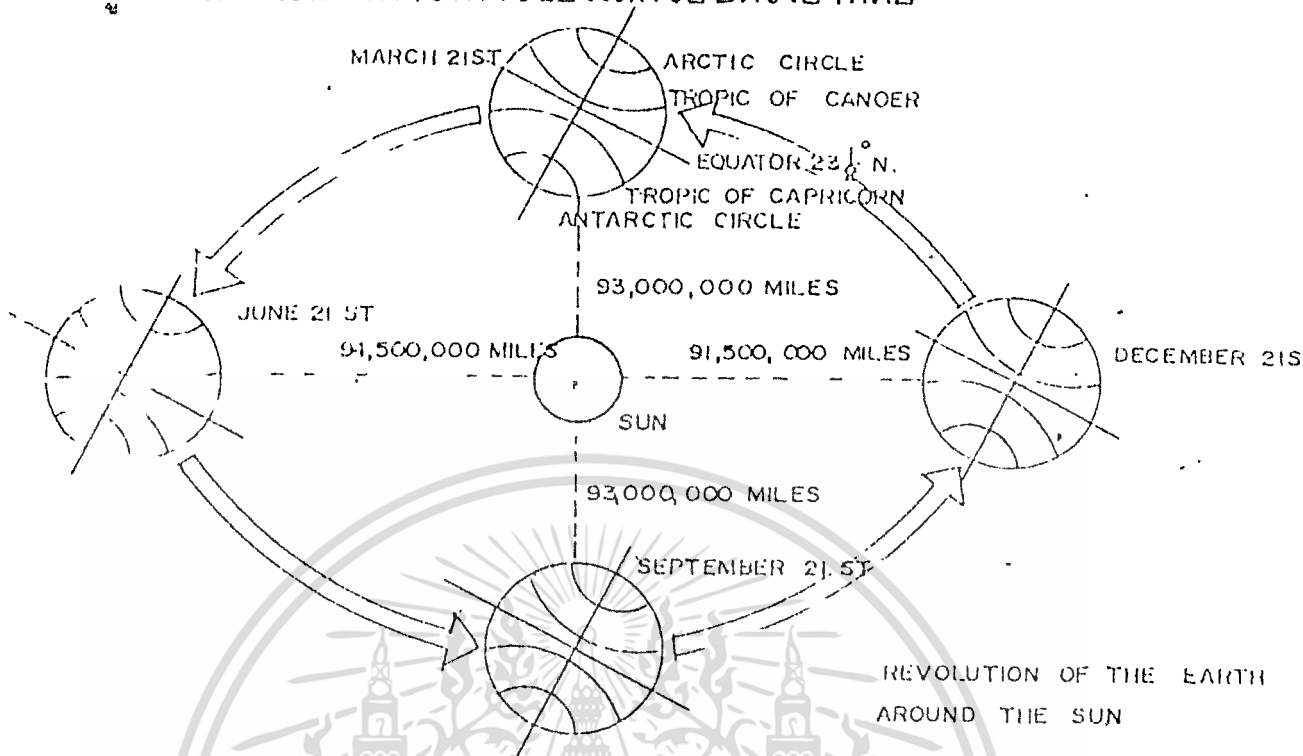 MARCH 21ST
ARCTIC CIRCLE
TROPIC OF CANOER
EQUATOR 23½° N.
TROPIC OF CAPRICORN
ANTARCTIC CIRCLE
93,000,000 MILES
JUNE 21 ST
94,500,000 MILES
91,500,000 MILES
DECEMBER 21S
SUN
93,000,000 MILES
SEPTEMBER 21.ST
REVOLUTION OF THE EARTH
AROUND THE SUN